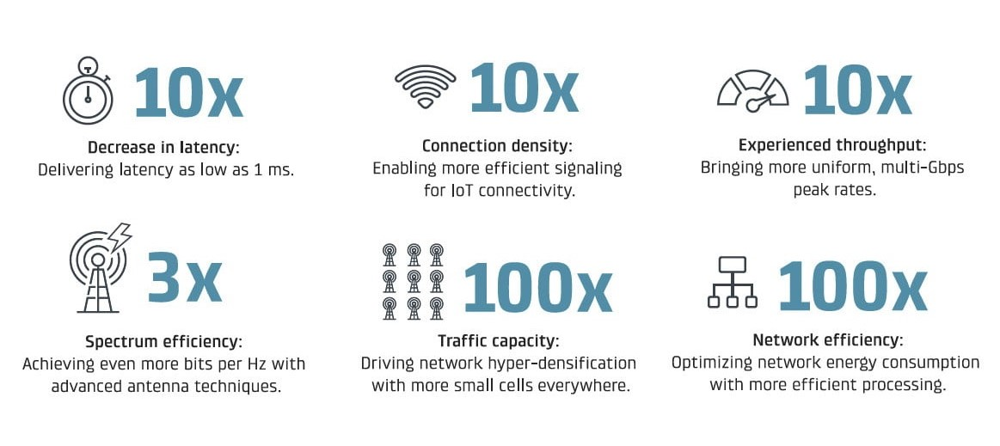 10x
Decrease in latency:
Delivering latency as low as 1 ms.
10x
Connection density:
Enabling more efficient signaling
for IoT connectivity.
10x
Experienced throughput:
Bringing more uniform, multi-Gbps
peak rates.
3x
Spectrum efficiency:
Achieving even more bits per Hz with
advanced antenna techniques.
100x
Traffic capacity:
Driving network hyper-densification
with more small cells everywhere.
100x
Network efficiency:
Optimizing network energy consumption
with more efficient processing.